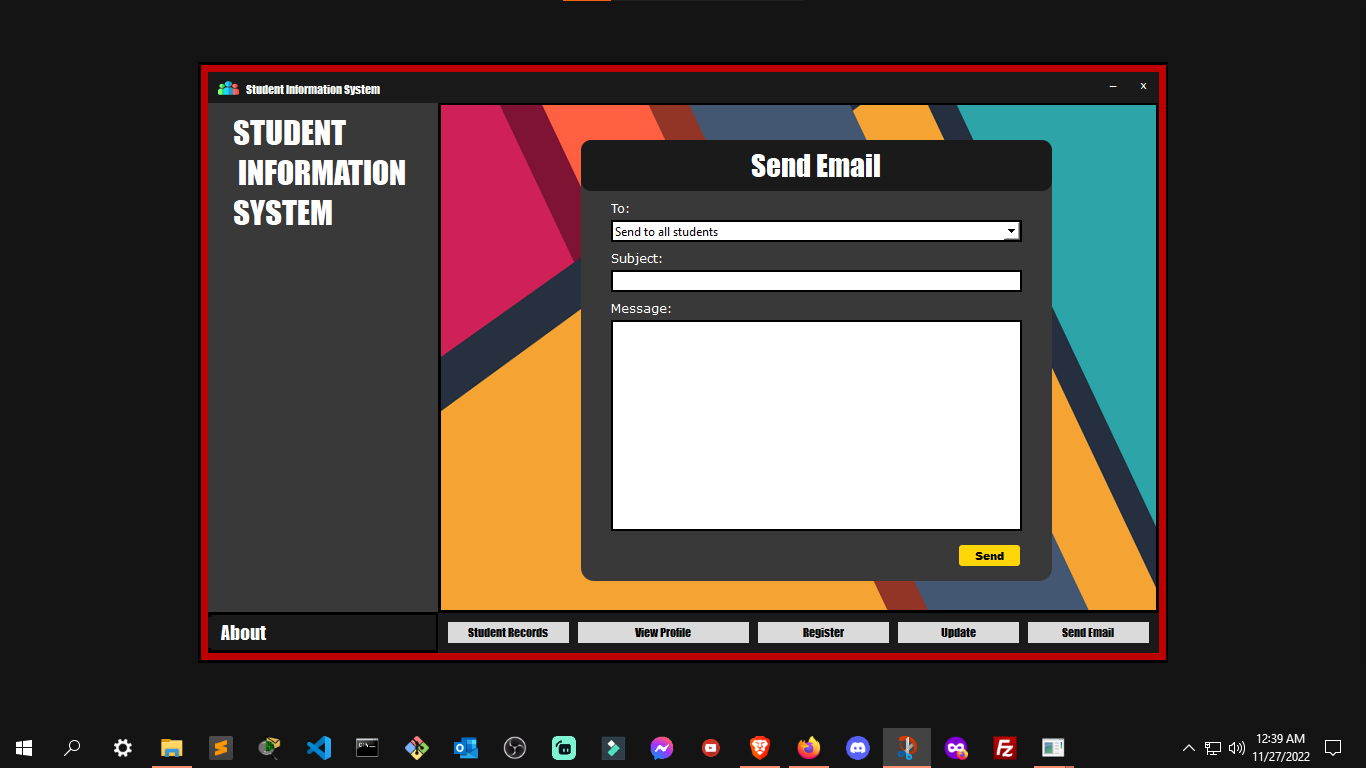 Student Information System
–
x
STUDENT
INFORMATION
SYSTEM
Send Email
To:
Send to all students
Subject:
Message:
Send
About
Student Records
View Profile
Register
Update
Send Email
12:39 AM
11/27/2022